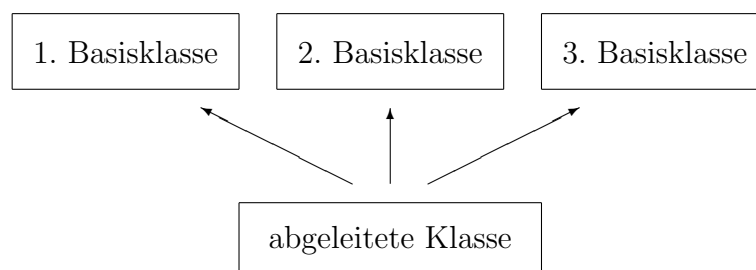 1. Basisklasse
2. Basisklasse
3. Basisklasse
abgeleitete Klasse